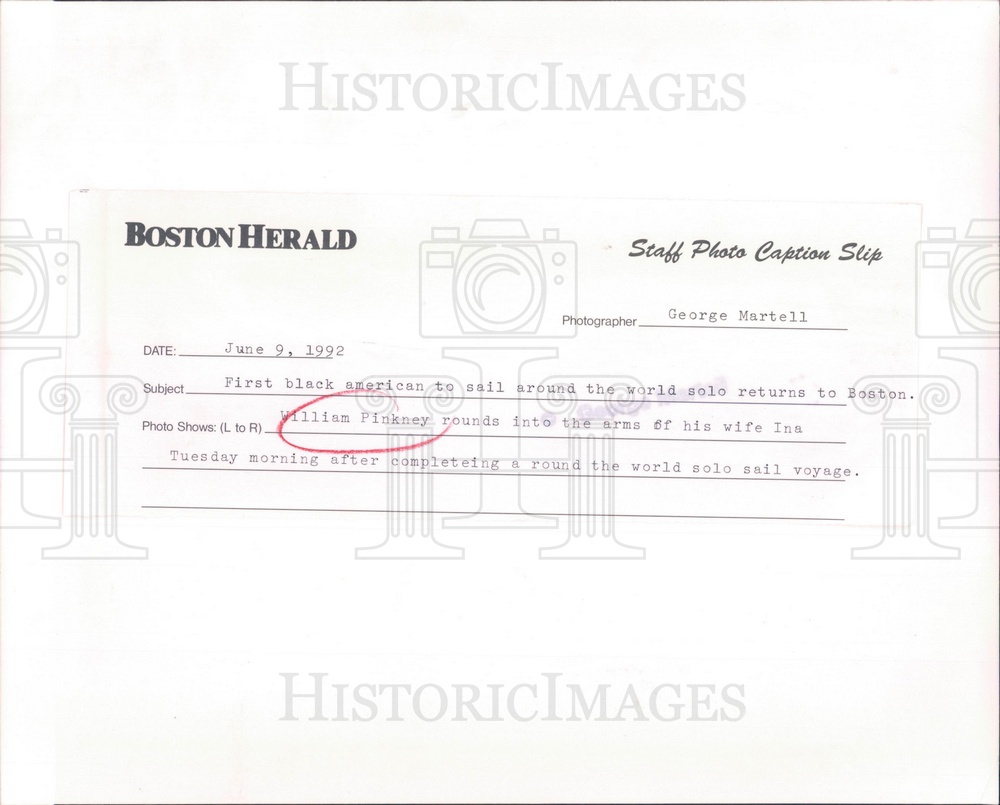 HISTORICIMAGES
BOSTON HERALD
Staff Photo Caption Slip
Photographer George Martell
DATE: June 9, 1992
Subject First black american to sail around the world solo returns to Boston.
Photo Shows: (L to R) William Pinkney rounds into the arms of his wife Ina
Tuesday morning after completeing a round the world solo sail voyage.
HISTORICIMAGES